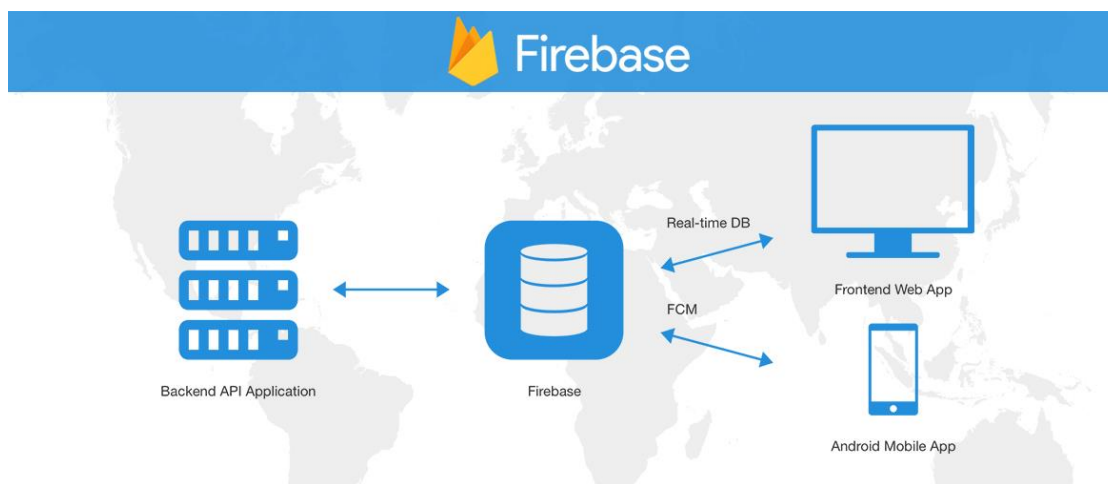 Firebase
Real-time DB
Frontend Web App
FCM
Backend API Application
Firebase
Android Mobile App